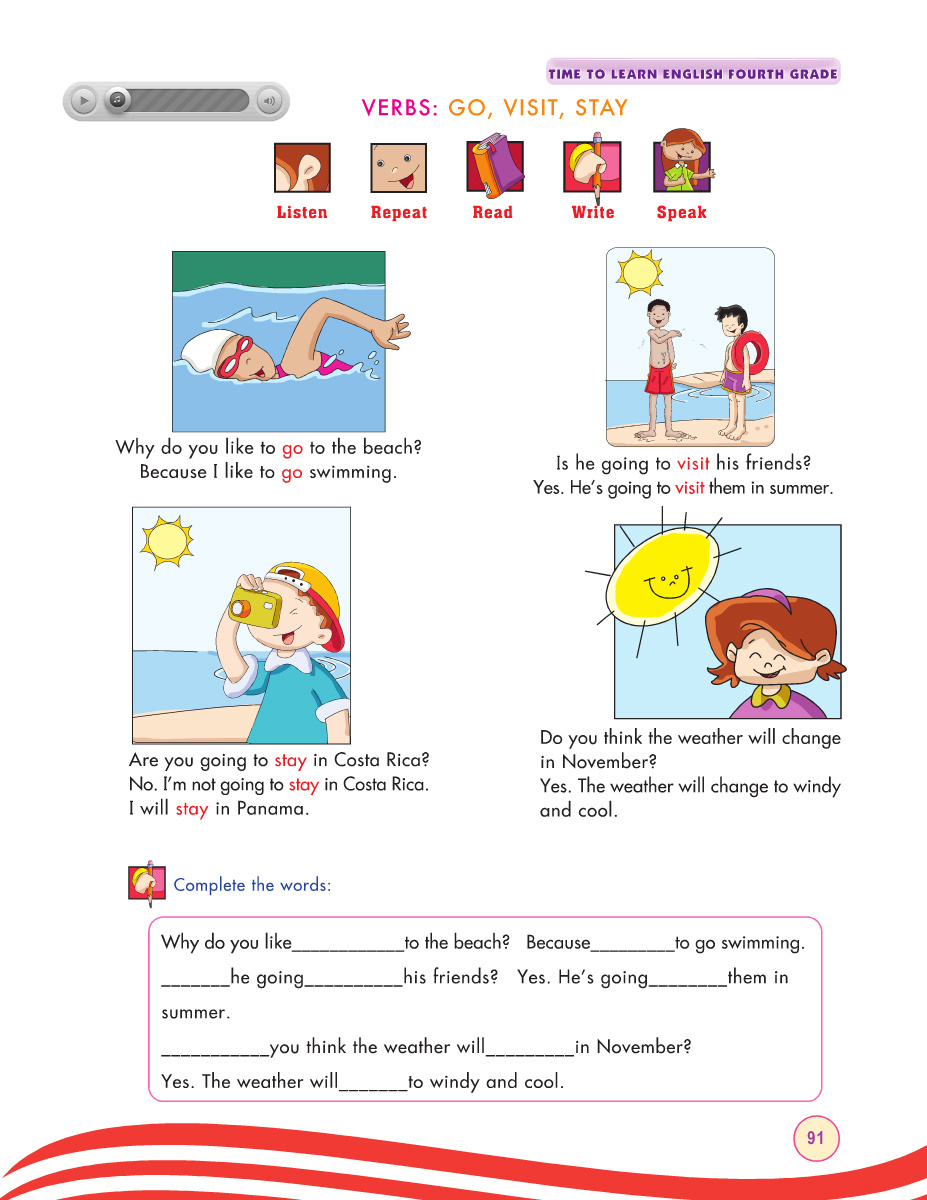 TIME TO LEARN ENGLISH FOURTH GRADE
VERBS: GO, VISIT, STAY
Listen Repeat Read Write Speak
Why do you like to go to the beach?
Because I like to go swimming.
Is he going to visit his friends?
Yes. He's going to visit them in summer.
Are you going to stay in Costa Rica?
No. I'm not going to stay in Costa Rica.
I will stay in Panama.
Do you think the weather will change
in November?
Yes. The weather will change to windy
and cool.
Complete the words:
Why do you like____________to the beach? Because_________to go swimming.
_______he going__________his friends? Yes. He's going________them in
summer.
___________you think the weather will_________in November?
Yes. The weather will_______to windy and cool.
91